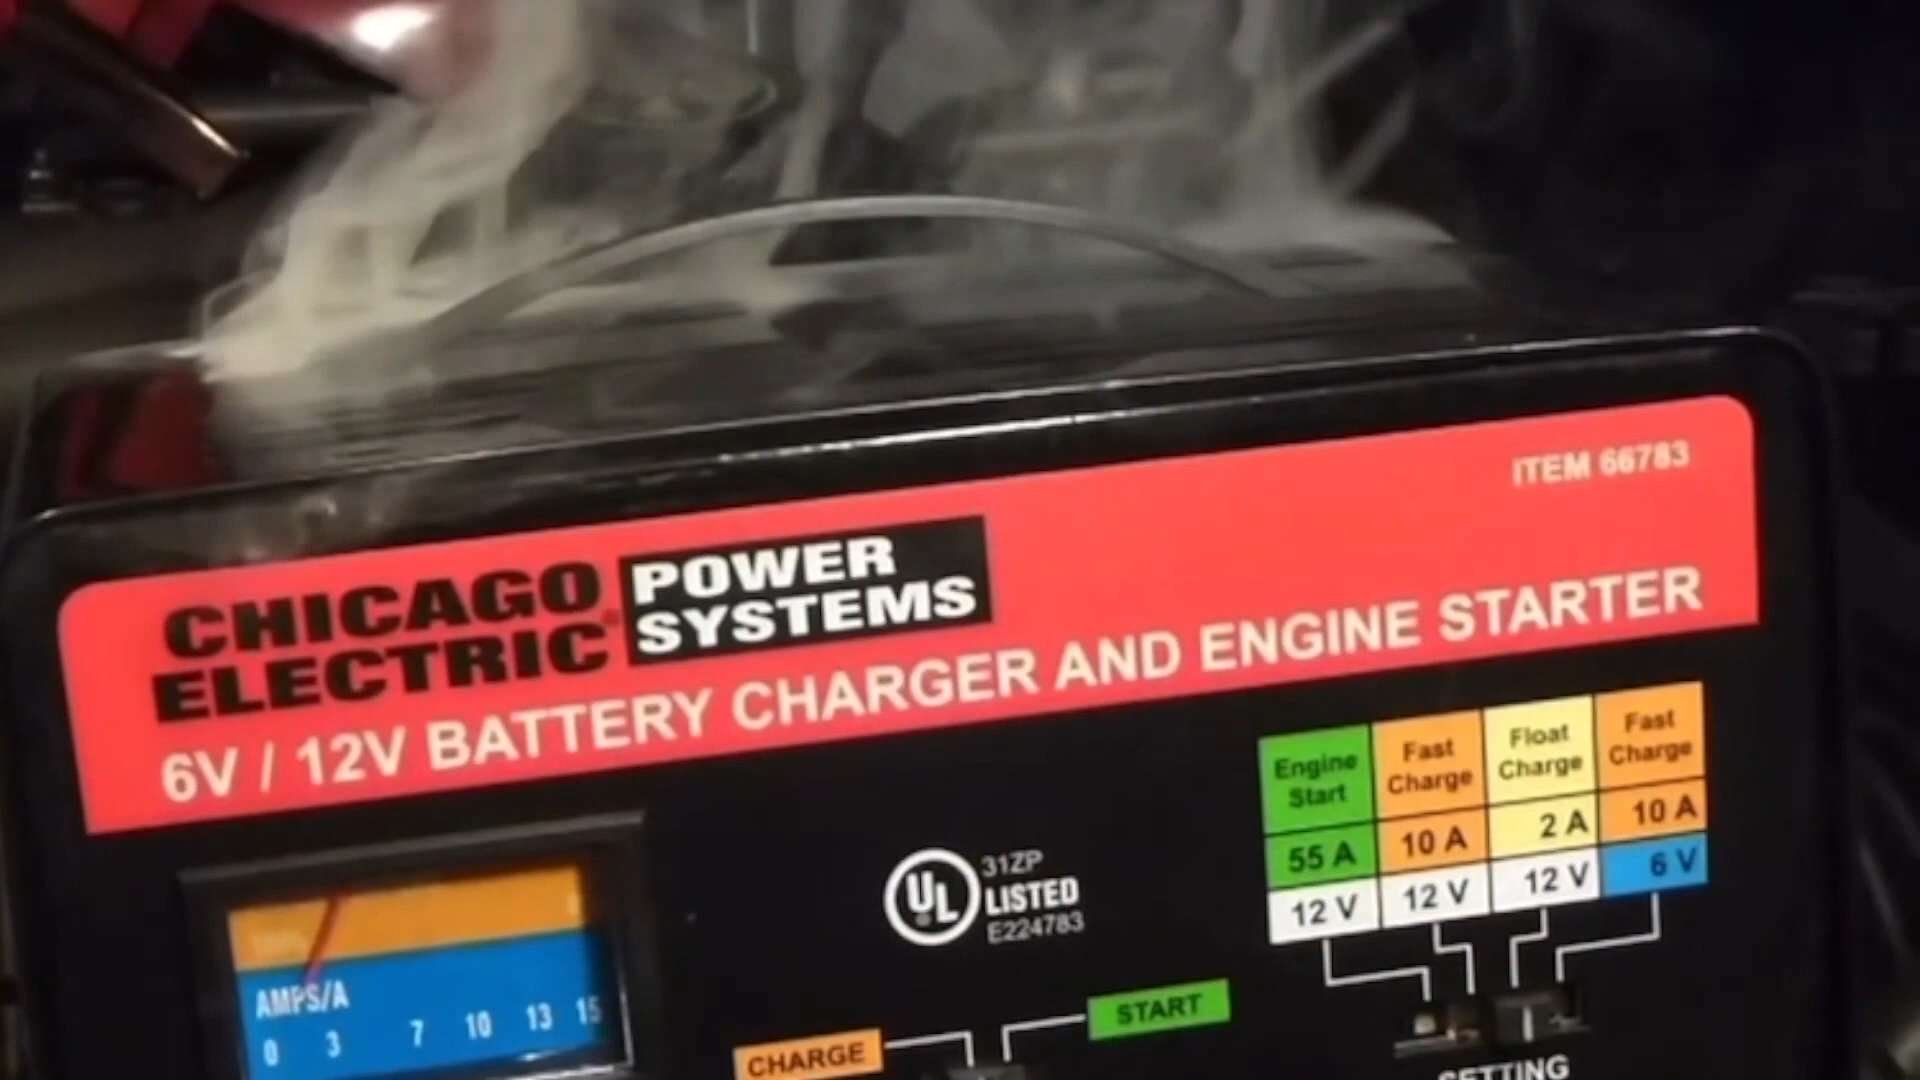 ITEM 66783
CHICAGO ELECTRIC®
POWER SYSTEMS
6V / 12V BATTERY CHARGER AND ENGINE STARTER
Engine Start
Fast Charge
Float Charge
Fast Charge
55 A
10 A
2 A
10 A
12 V
12 V
12 V
6 V
UL
31ZP
LISTED
E224783
AMPS/A
0 3 7 10 13 15
CHARGE
START
SETTING